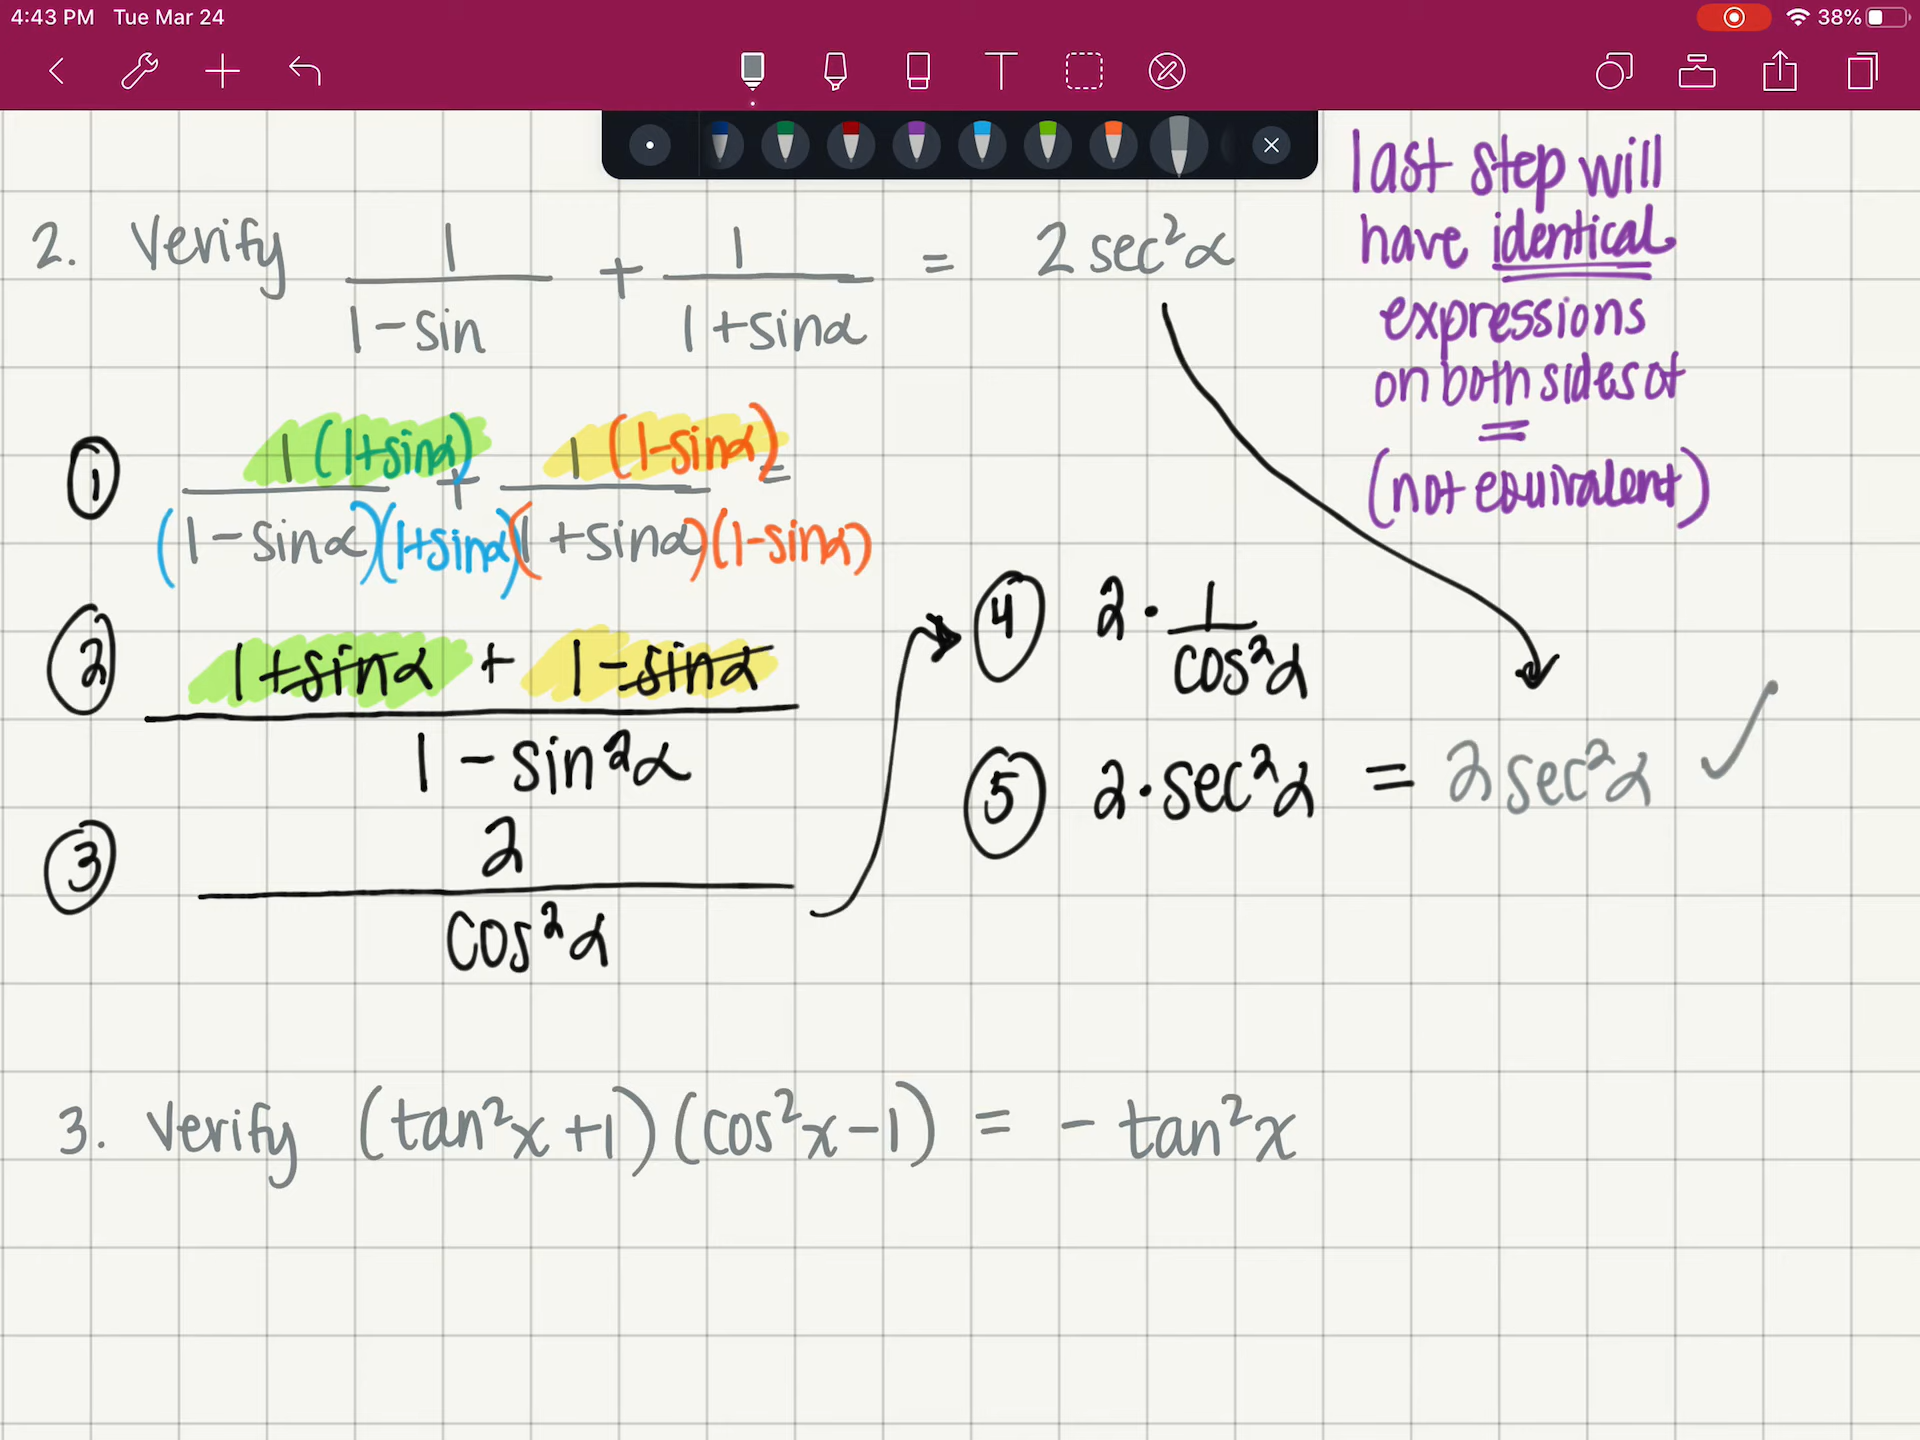 4:43 PM Tue Mar 24
38%
T
last step will
have identical
expressions
on both sides of
=
(not equivalent)
2. Verify 1/(1-sin) + 1/(1+sinα) = 2 sec²α
① 1(1+sinα)/((1-sinα)(1+sinα)) + 1(1-sinα)/((1+sinα)(1-sinα)) =
② (1+sinα + 1-sinα)/(1-sin²α)
③ 2/cos²α
④ 2 · 1/cos²α
⑤ 2·sec²α = 2sec²α ✓
3. Verify (tan²x+1)(cos²x-1) = -tan²x